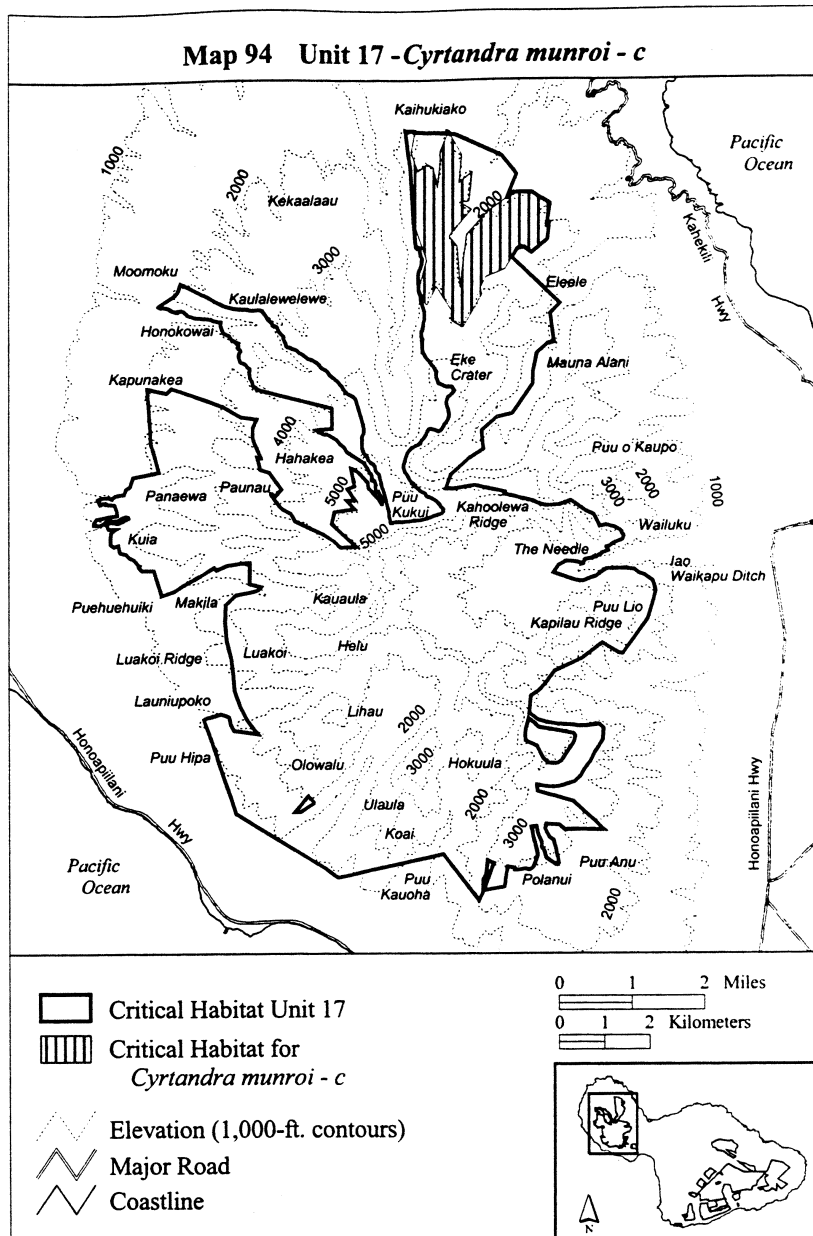 Map 94 Unit 17 - Cyrtandra munroi - c
Kaihukiako
Pacific
Ocean
1000
2000
Kekaalaau
2000
Kahekili
Hwy
3000
Moomoku
Kaulalewelewe
Eleele
Honokowai
Eke
Crater
Mauna Alani
Kapunakea
4000
Hahakea
Puu o Kaupo
Panaewa
Paunau
5000
Puu
Kukui
Kahoolewa
Ridge
3000
2000
1000
Wailuku
5000
Kuia
The Needle
Iao
Waikapu Ditch
Puehuehuiki
Makila
Kauaula
Puu Lio
Kapilau Ridge
Luakoi Ridge
Luakoi
Helu
Launiupoko
Lihau
2000
Honoapiilani
Hwy
Puu Hipa
Olowalu
3000
Hokuula
Ulaula
2000
Koai
3000
Honoapiilani Hwy
Pacific
Ocean
Puu
Kauoha
Polanui
Puu Anu
2000
Critical Habitat Unit 17
Critical Habitat for
Cyrtandra munroi - c
Elevation (1,000-ft. contours)
Major Road
Coastline
0 1 2 Miles
0 1 2 Kilometers
N